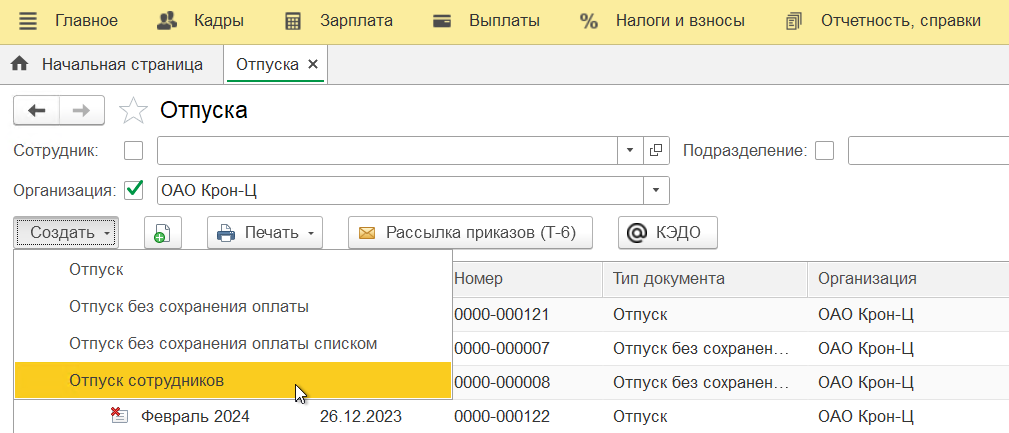 Главное Кадры Зарплата Выплаты % Налоги и взносы Отчетность, справки
Начальная страница Отпуска ×
Отпуска
Сотрудник: Подразделение:
Организация: ОАО Крон-Ц
Создать Печать Рассылка приказов (Т-6) @ КЭДО
Отпуск
Номер Тип документа Организация
Отпуск без сохранения оплаты
0000-000121 Отпуск ОАО Крон-Ц
Отпуск без сохранения оплаты списком
0000-000007 Отпуск без сохранен… ОАО Крон-Ц
Отпуск сотрудников
0000-000008 Отпуск без сохранен… ОАО Крон-Ц
Февраль 2024 26.12.2023 0000-000122 Отпуск ОАО Крон-Ц